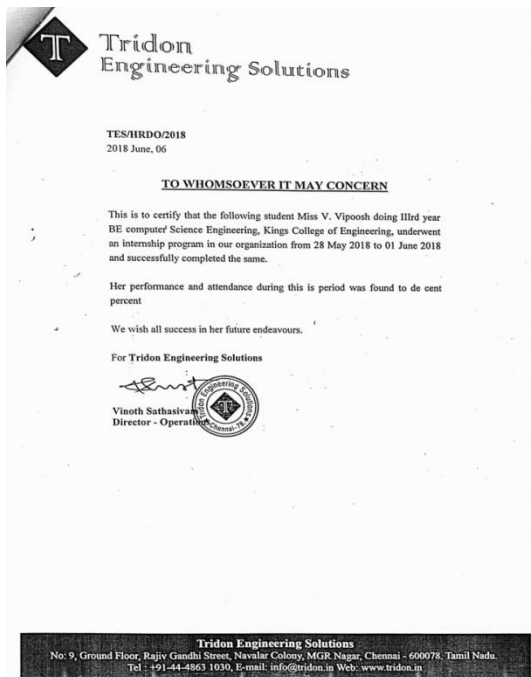 T
Tridon
Engineering Solutions
TES/HRDO/2018
2018 June, 06
TO WHOMSOEVER IT MAY CONCERN
This is to certify that the following student Miss V. Vipoosh doing IIIrd year
BE computer Science Engineering, Kings College of Engineering, underwent
an internship program in our organization from 28 May 2018 to 01 June 2018
and successfully completed the same.
Her performance and attendance during this is period was found to de cent
percent
We wish all success in her future endeavours.
For Tridon Engineering Solutions
Tridon Engineering Solutions
T
Chennai-78.
Vinoth Sathasivam
Director - Operations
Tridon Engineering Solutions
No: 9, Ground Floor, Rajiv Gandhi Street, Navalar Colony, MGR Nagar, Chennai - 600078. Tamil Nadu.
Tel : +91-44-4863 1030, E-mail: info@tridon.in Web: www.tridon.in